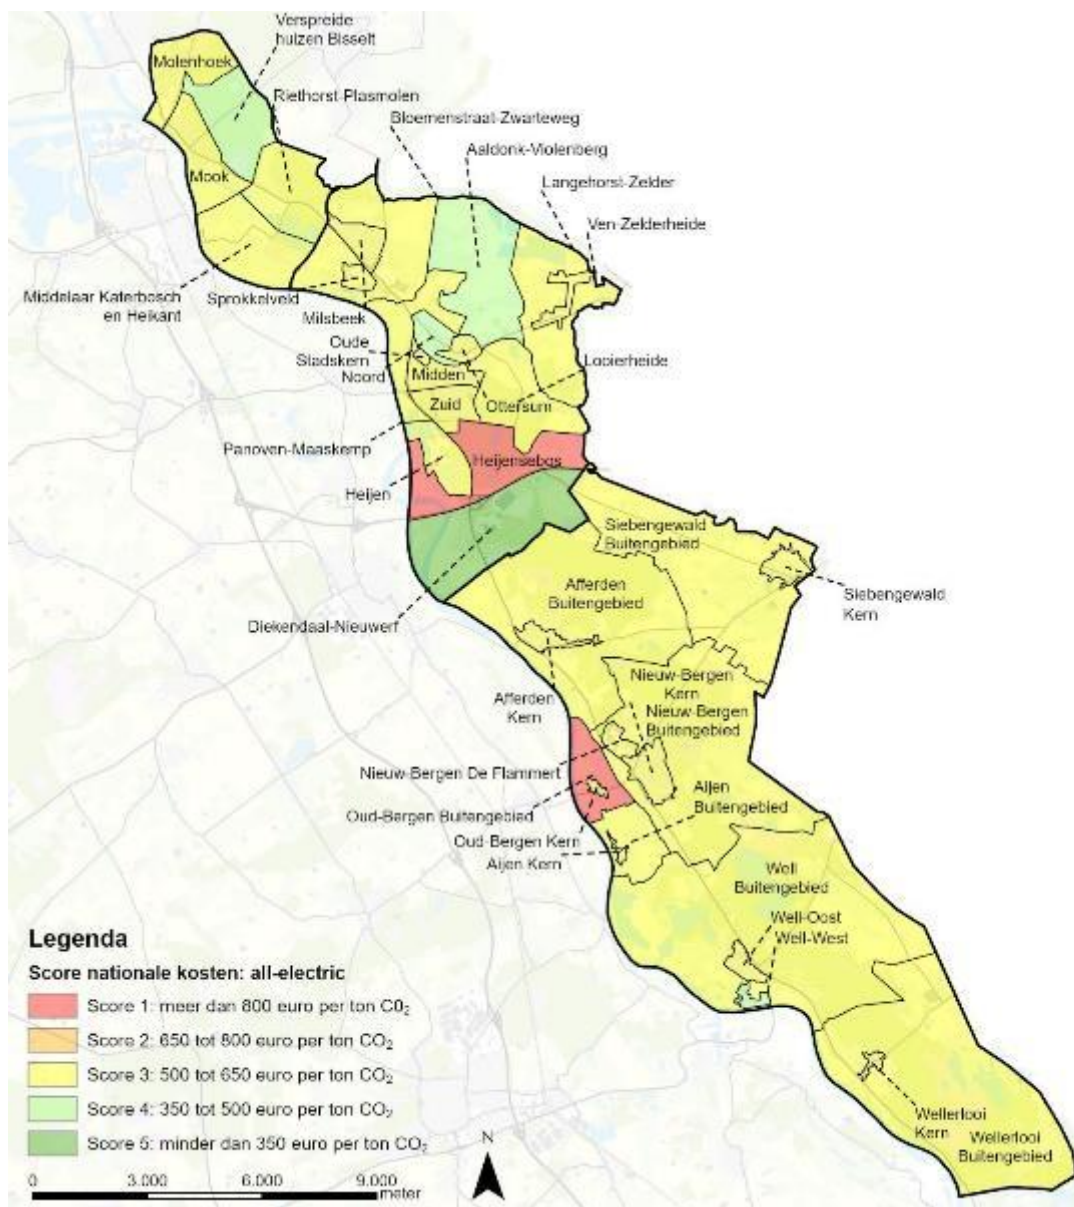 Verspreide
huizen Bisselt
Molenhoek
Riethorst-Plasmolen
Bloemenstraat-Zwarteweg
Aaldonk-Violenberg
Langehorst-Zelder
Mook
Ven-Zelderheide
Middelaar Katerbosch
en Heikant
Sprokkelveld
Milsbeek
Oude
Stadskern
Noord
Midden
Looierheide
Zuid
Ottersum
Panoven-Maaskemp
Heijensebos
Heijen
Siebengewald
Buitengebied
Afferden
Buitengebied
Siebengewald
Kern
Diekendaal-Nieuwerf
Nieuw-Bergen
Kern
Afferden
Kern
Nieuw-Bergen
Buitengebied
Nieuw-Bergen De Flammert
Aijen
Buitengebied
Oud-Bergen Buitengebied
Oud-Bergen Kern
Aijen Kern
Well
Buitengebied
Well-Oost
Well-West
Wellerlooi
Kern
Wellerlooi
Buitengebied
Legenda
Score nationale kosten: all-electric
Score 1: meer dan 800 euro per ton C0₂
Score 2: 650 tot 800 euro per ton CO₂
Score 3: 500 tot 650 euro per ton CO₂
Score 4: 350 tot 500 euro per ton CO₂
Score 5: minder dan 350 euro per ton CO₂
N
0 3.000 6.000 9.000
meter